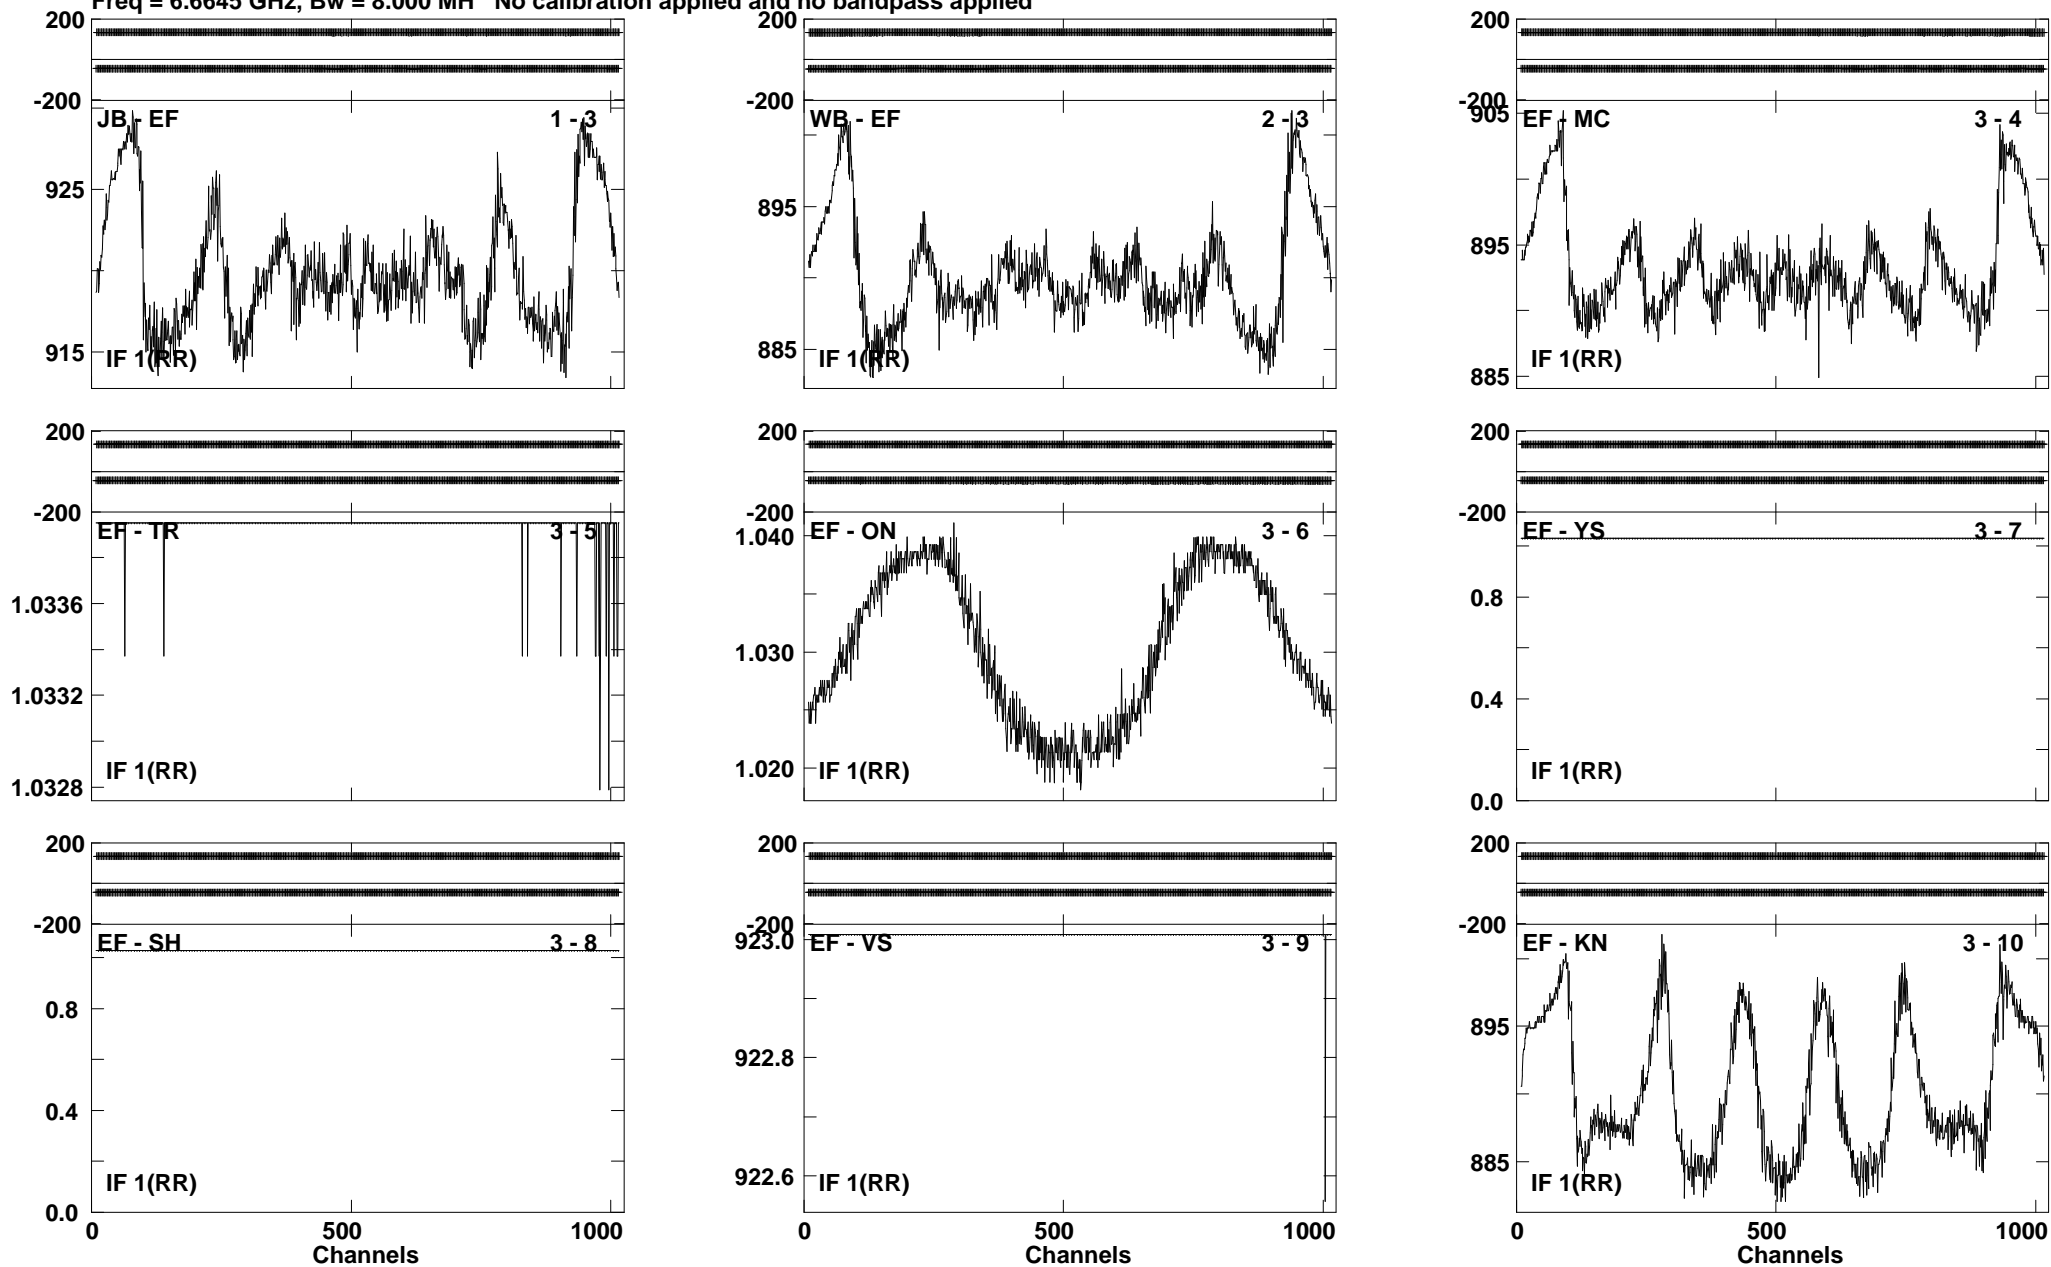 Freq = 6.6645 GHz, Bw = 8.000 MH No calibration applied and no bandpass applied
200
-200
JB - EF 1 - 3
925
915
IF 1(RR)
200
-200
WB - EF 2 - 3
895
885
IF 1(RR)
200
-200
905
EF - MC 3 - 4
895
885
IF 1(RR)
200
-200
EF - TR 3 - 5
1.0336
1.0332
1.0328
IF 1(RR)
200
-200
1.040
EF - ON 3 - 6
1.030
1.020
IF 1(RR)
200
-200
EF - YS 3 - 7
0.8
0.4
0.0
IF 1(RR)
200
-200
EF - SH 3 - 8
0.8
0.4
IF 1(RR)
0.0
0 500 1000
Channels
200
-200
923.0
EF - VS 3 - 9
922.8
922.6
IF 1(RR)
0 500 1000
200
-200
EF - KN 3 - 10
895
885
IF 1(RR)
0 500 1000
Channels